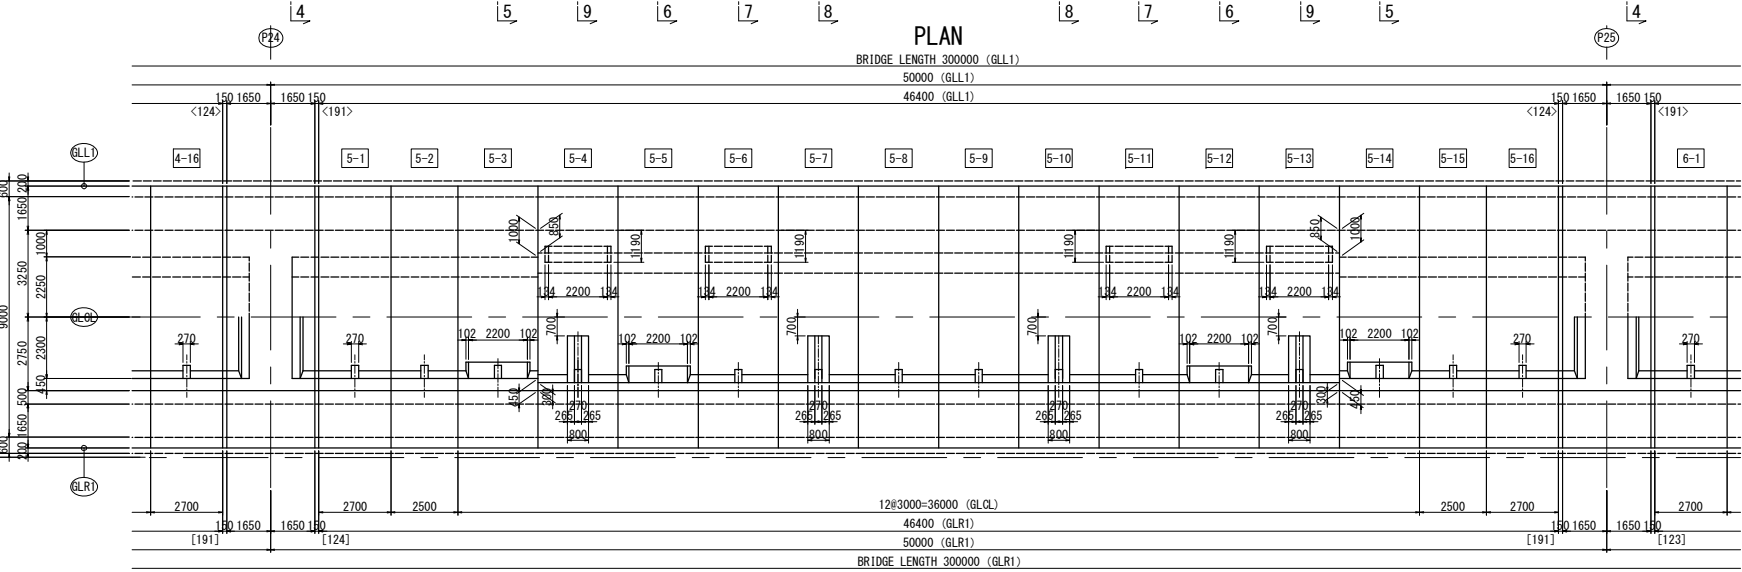 4 5 9 6 7 8 8 7 6 9 5 4
P24 PLAN P25
BRIDGE LENGTH 300000 (GLL1)
50000 (GLL1)
150 1650 1650 150 46400 (GLL1) 150 1650 1650 150
<124> <191> <124> <191>
GLL1 4-16 5-1 5-2 5-3 5-4 5-5 5-6 5-7 5-8 5-9 5-10 5-11 5-12 5-13 5-14 5-15 5-16 6-1
600 200
1650
1000 850 1190 1190 1190 1190 850 1000
1000
3250
2250
134 2200 134 134 2200 134 134 2200 134 134 2200 134
9000 GLCL
700 700 700 700
270 270 102 2200 102 102 2200 102 102 2200 102 102 2200 102 270 270
2750 2300
450
500
450 300 300 450
270 270 270 270
265 265 265 265 265 265 265 265
800 800 800 800
1650
600 200
GLR1
2700 2700 2500 12@3000=36000 (GLCL) 2500 2700 2700
150 1650 1650 150 46400 (GLR1) 150 1650 1650 150
[191] [124] [191] [123]
50000 (GLR1)
BRIDGE LENGTH 300000 (GLR1)